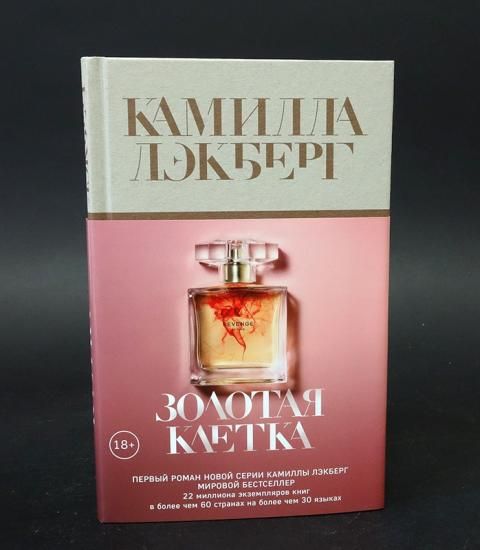 КАМИЛЛА
ЛЭКБЕРГ
REVENGE
ЗОЛОТАЯ
КЛЕТКА
18+
ПЕРВЫЙ РОМАН НОВОЙ СЕРИИ КАМИЛЛЫ ЛЭКБЕРГ
МИРОВОЙ БЕСТСЕЛЛЕР
22 миллиона экземпляров книг
в более чем 60 странах на более чем 30 языках